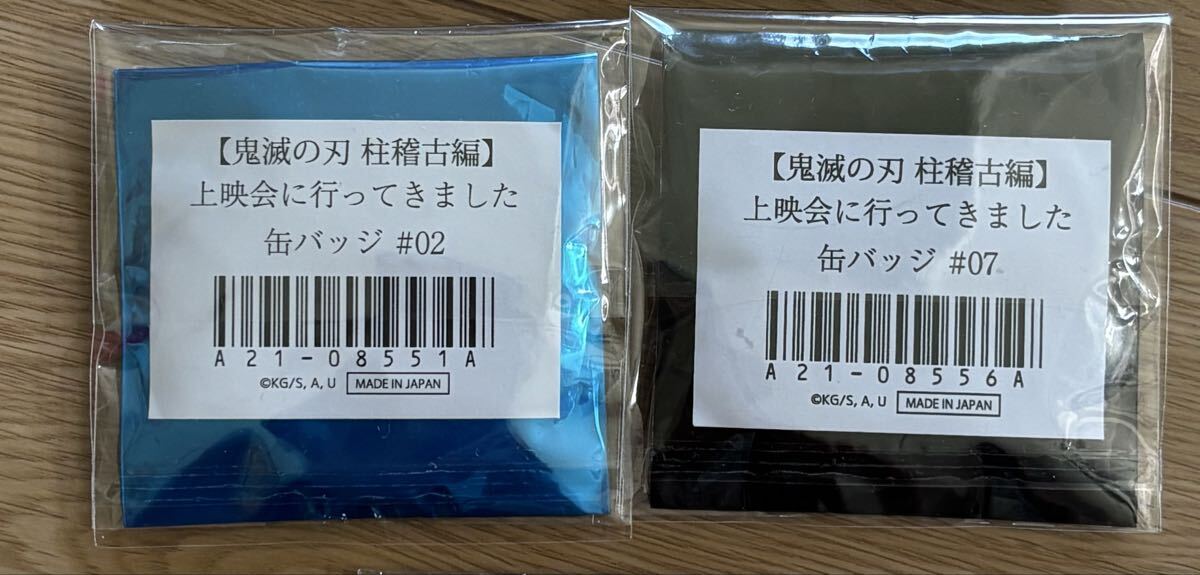 【鬼滅の刃 柱稽古編】
上映会に行ってきました
缶バッジ #02
A21-08551A
©KG/S, A, U MADE IN JAPAN
【鬼滅の刃 柱稽古編】
上映会に行ってきました
缶バッジ #07
A21-08556A
©KG/S, A, U MADE IN JAPAN